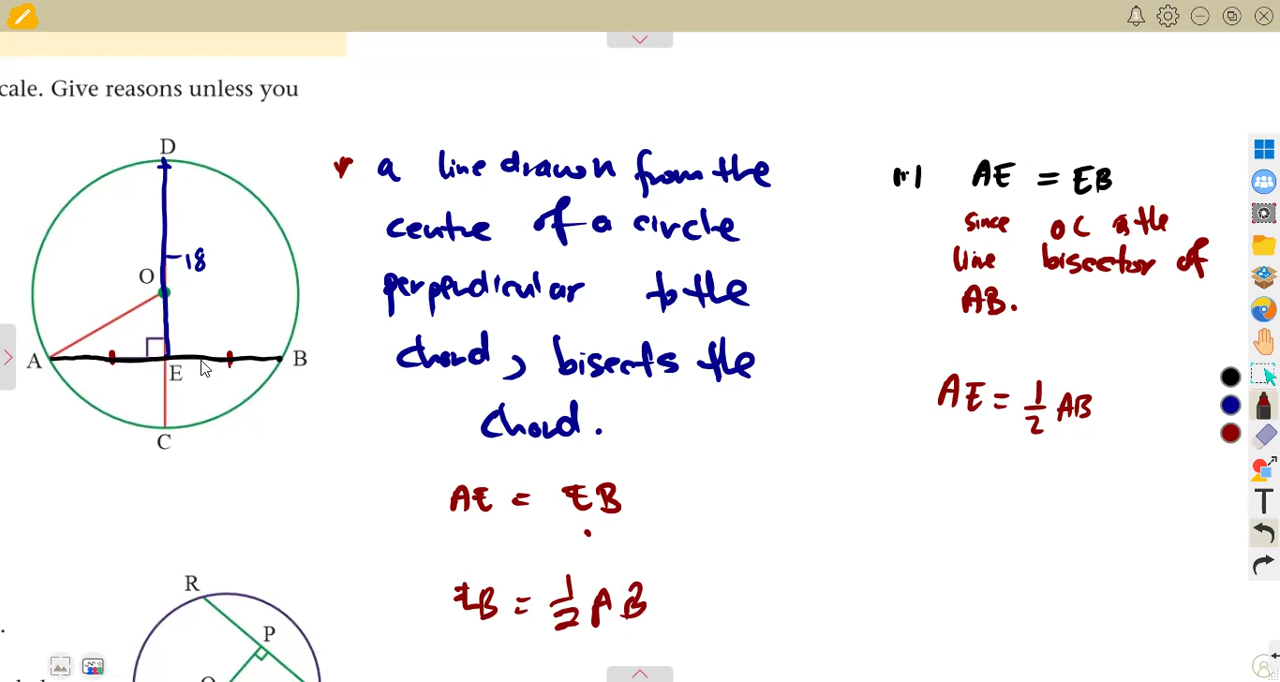 cale. Give reasons unless you
D
18
O
A
B
E
C
a line drawn from the
centre of a circle
perpendicular to the
chord, bisects the
chord.
AE = EB
EB = 1/2 AB
1.1 AE = EB
since OC is the
line bisector of
AB.
AE = 1/2 AB
R
P
T